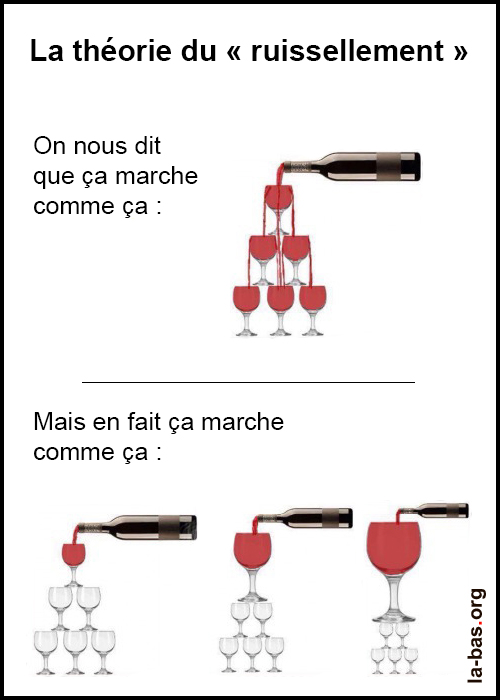 La théorie du « ruissellement »
On nous dit
que ça marche
comme ça :
Mais en fait ça marche
comme ça :
la-bas.org